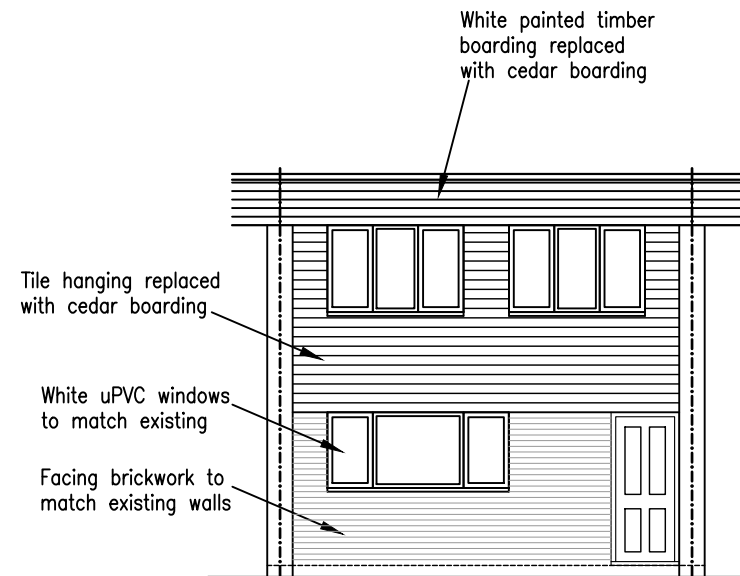 White painted timber
boarding replaced
with cedar boarding
Tile hanging replaced
with cedar boarding
White uPVC windows
to match existing
Facing brickwork to
match existing walls